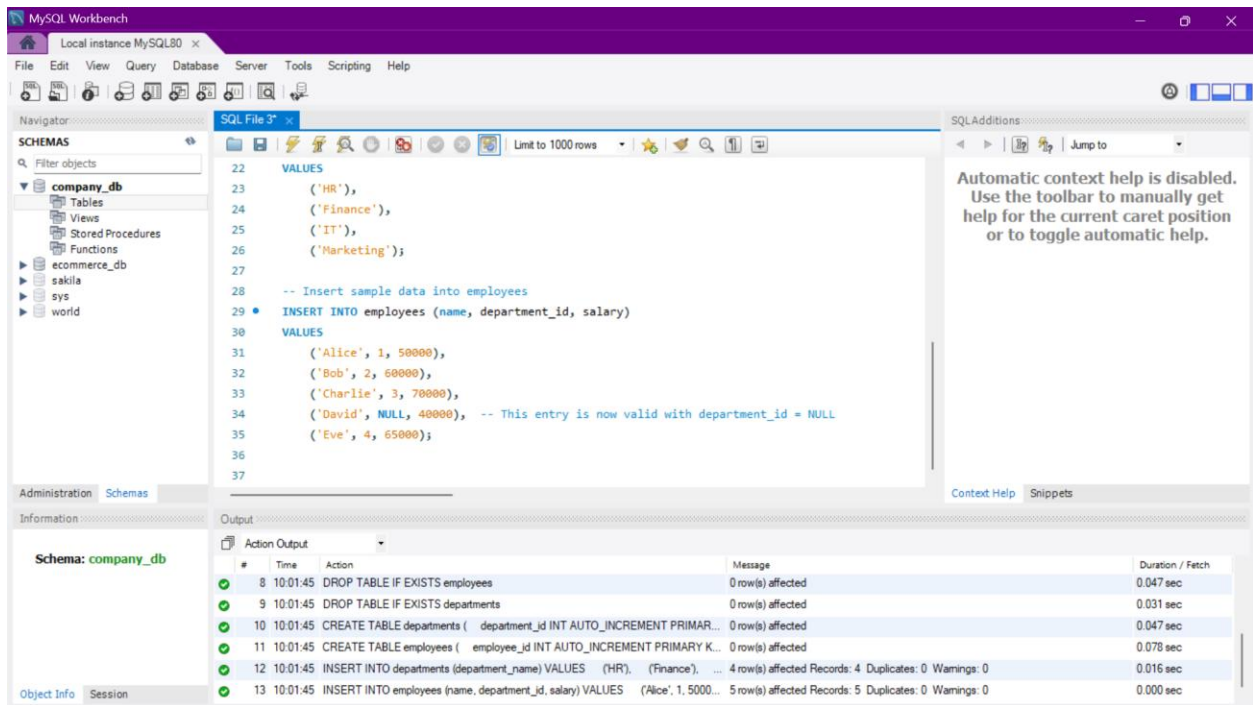 MySQL Workbench
Local instance MySQL80
File Edit View Query Database Server Tools Scripting Help
Navigator
SCHEMAS
Filter objects
company_db
Tables
Views
Stored Procedures
Functions
ecommerce_db
sakila
sys
world
Administration Schemas
SQL File 3*
Limit to 1000 rows
22 VALUES
23 ('HR'),
24 ('Finance'),
25 ('IT'),
26 ('Marketing');
27
28 -- Insert sample data into employees
29 INSERT INTO employees (name, department_id, salary)
30 VALUES
31 ('Alice', 1, 50000),
32 ('Bob', 2, 60000),
33 ('Charlie', 3, 70000),
34 ('David', NULL, 40000), -- This entry is now valid with department_id = NULL
35 ('Eve', 4, 65000);
36
37
SQLAdditions
Jump to
Automatic context help is disabled.
Use the toolbar to manually get
help for the current caret position
or to toggle automatic help.
Context Help Snippets
Information
Schema: company_db
Object Info Session
Output
Action Output
# Time Action Message Duration / Fetch
8 10:01:45 DROP TABLE IF EXISTS employees 0 row(s) affected 0.047 sec
9 10:01:45 DROP TABLE IF EXISTS departments 0 row(s) affected 0.031 sec
10 10:01:45 CREATE TABLE departments ( department_id INT AUTO_INCREMENT PRIMAR... 0 row(s) affected 0.047 sec
11 10:01:45 CREATE TABLE employees ( employee_id INT AUTO_INCREMENT PRIMARY K... 0 row(s) affected 0.078 sec
12 10:01:45 INSERT INTO departments (department_name) VALUES ('HR'), ('Finance'), ... 4 row(s) affected Records: 4 Duplicates: 0 Warnings: 0 0.016 sec
13 10:01:45 INSERT INTO employees (name, department_id, salary) VALUES ('Alice', 1, 5000... 5 row(s) affected Records: 5 Duplicates: 0 Warnings: 0 0.000 sec